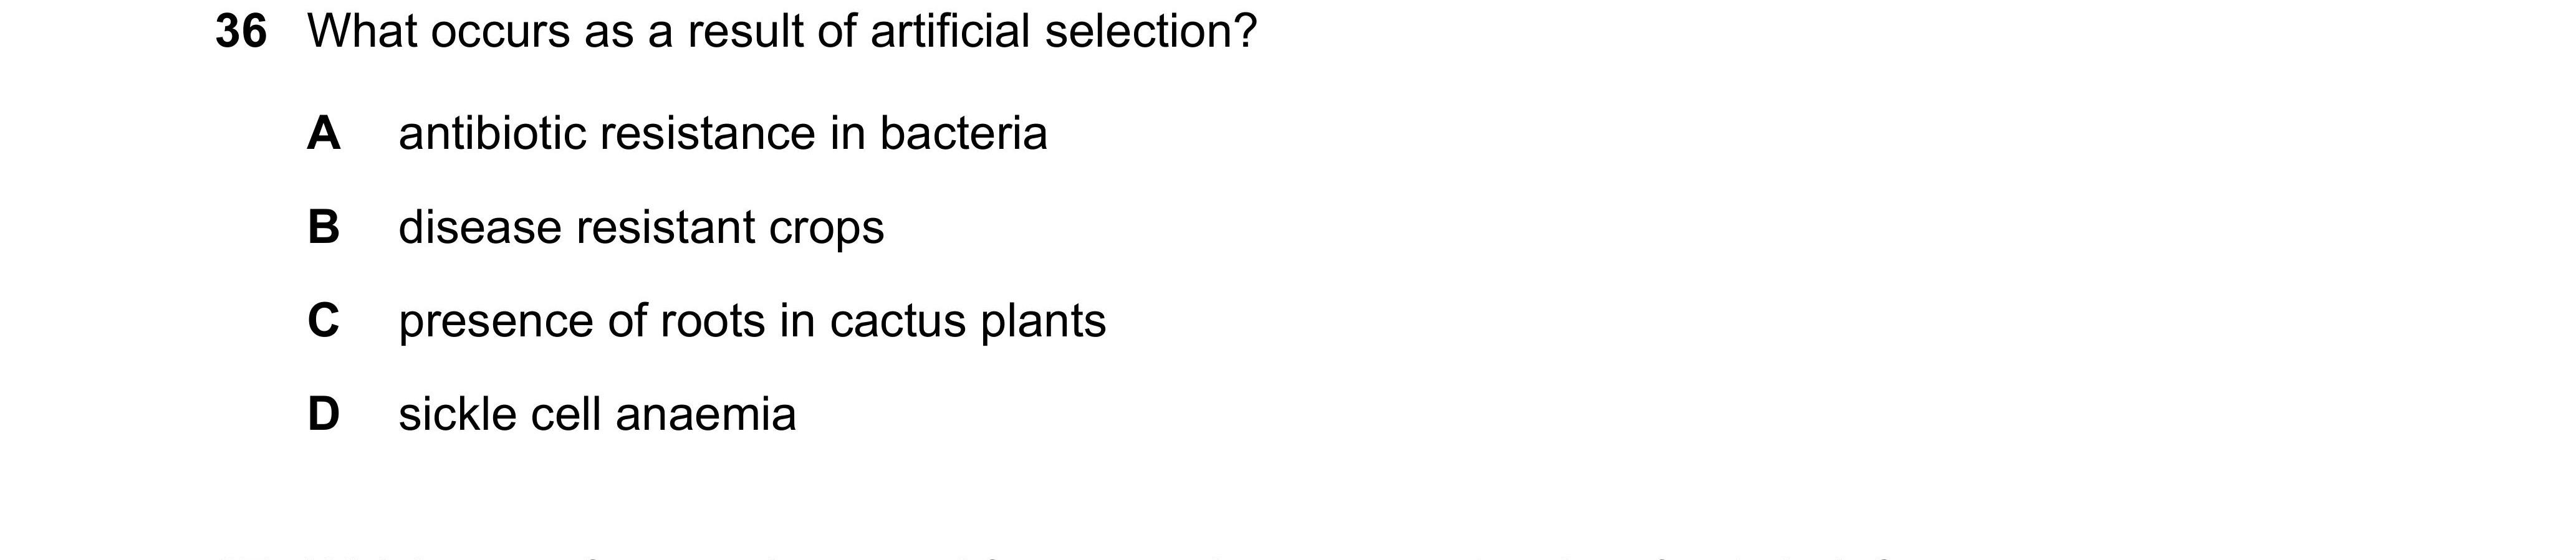 36 What occurs as a result of artificial selection?
A antibiotic resistance in bacteria
B disease resistant crops
C presence of roots in cactus plants
D sickle cell anaemia